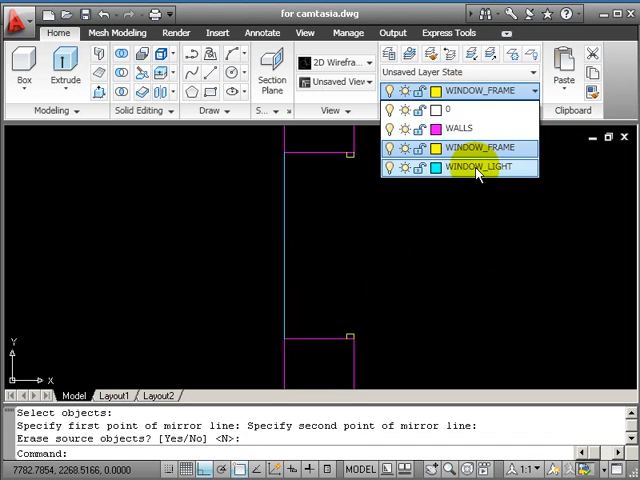 for camtasia.dwg
Home Mesh Modeling Render Insert Annotate View Manage Output Express Tools
Box Extrude Section Plane 2D Wirefr... Unsaved View Unsaved Layer State Paste
WINDOW_FRAME
Modeling Solid Editing Draw S... View Clipboard
0
WALLS
WINDOW_FRAME
WINDOW_LIGHT
Y
X
Model Layout1 Layout2
Select objects:
Specify first point of mirror line: Specify second point of mirror line:
Erase source objects? [Yes/No] <N>:
Command:
7782.7854, 2268.5166, 0.0000 MODEL 1:1